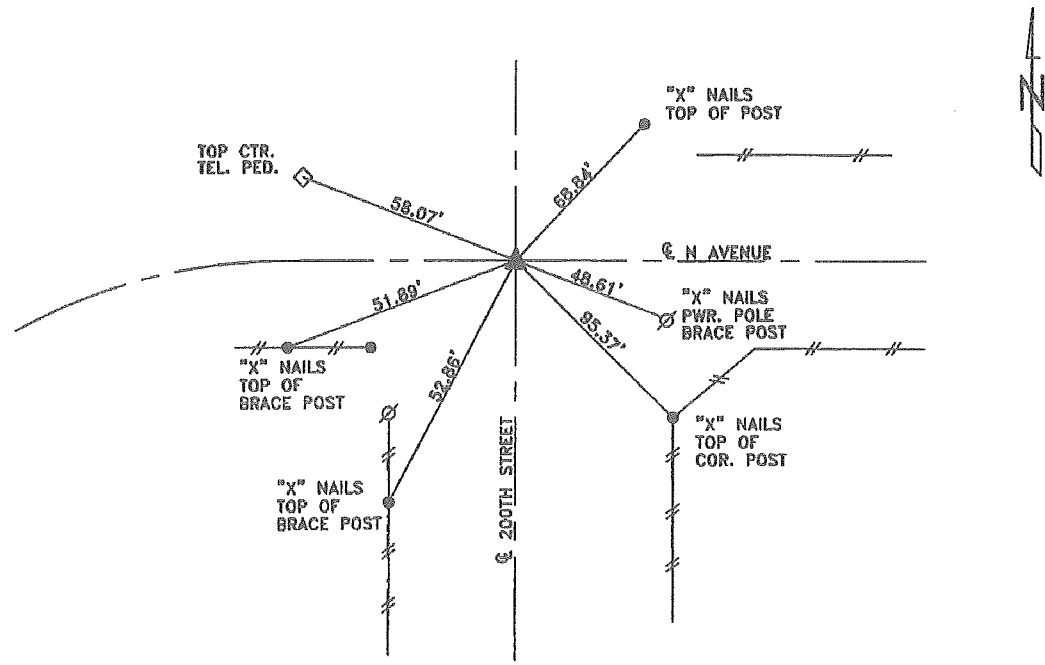 "X" NAILS
TOP OF POST
N
TOP CTR.
TEL. PED.
68.84'
58.07'
℄ N AVENUE
48.61'
51.89'
"X" NAILS
PWR. POLE
BRACE POST
95.37'
"X" NAILS
TOP OF
BRACE POST
52.86'
"X" NAILS
TOP OF
COR. POST
℄ 200TH STREET
"X" NAILS
TOP OF
BRACE POST